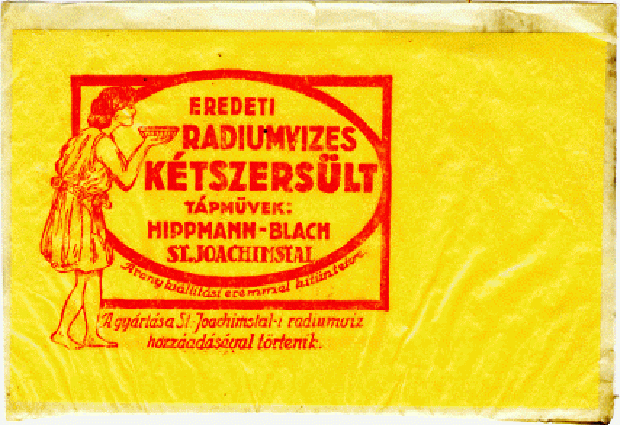 EREDETI
RADIUMVIZES
KÉTSZERSÜLT
TÁPMŰVEK:
HIPPMANN-BLACH
ST. JOACHIMSTAL
Arany kiállítási éremmel kitüntetve.
A gyártása St. Joachimstal-i radiumvíz
hozzáadásával történik.